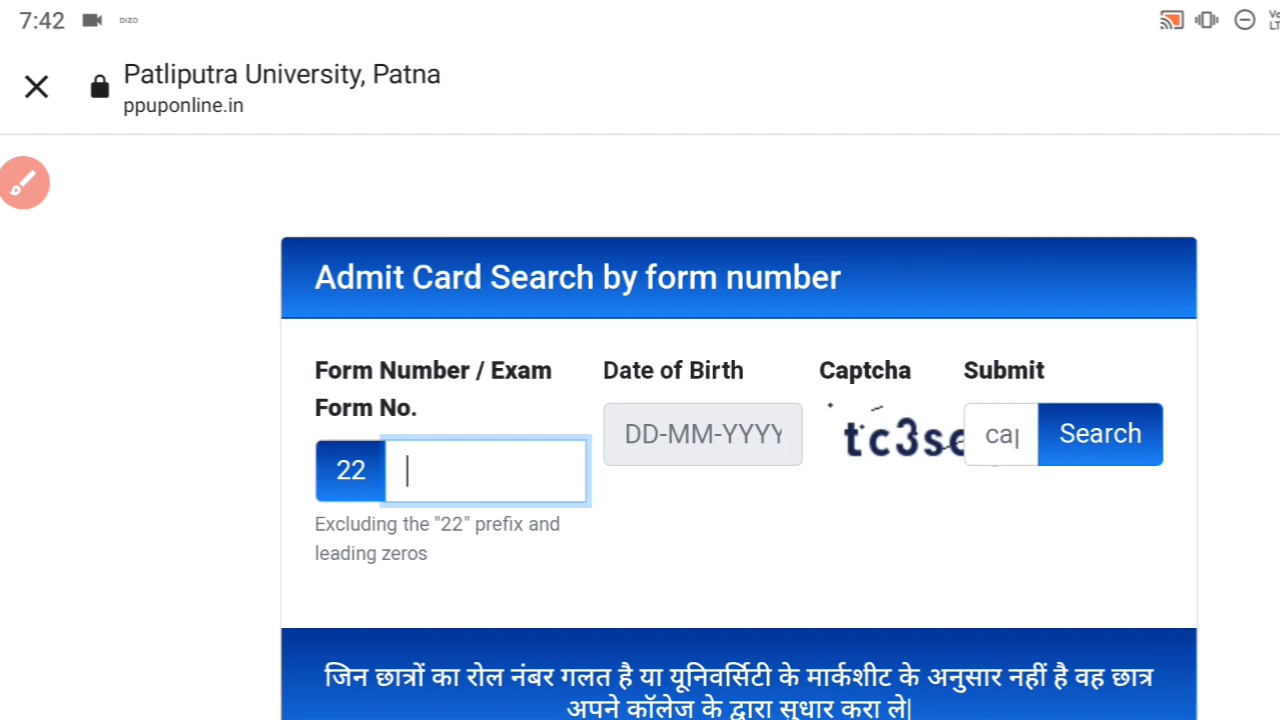 7:42 DIZO
Patliputra University, Patna
ppuponline.in
Admit Card Search by form number
Form Number / Exam
Form No.
Date of Birth
Captcha
Submit
22
DD-MM-YYYY
Search
Excluding the "22" prefix and
leading zeros
जिन छात्रों का रोल नंबर गलत है या यूनिवर्सिटी के मार्कशीट के अनुसार नहीं है वह छात्र
अपने कॉलेज के द्वारा सुधार करा ले|